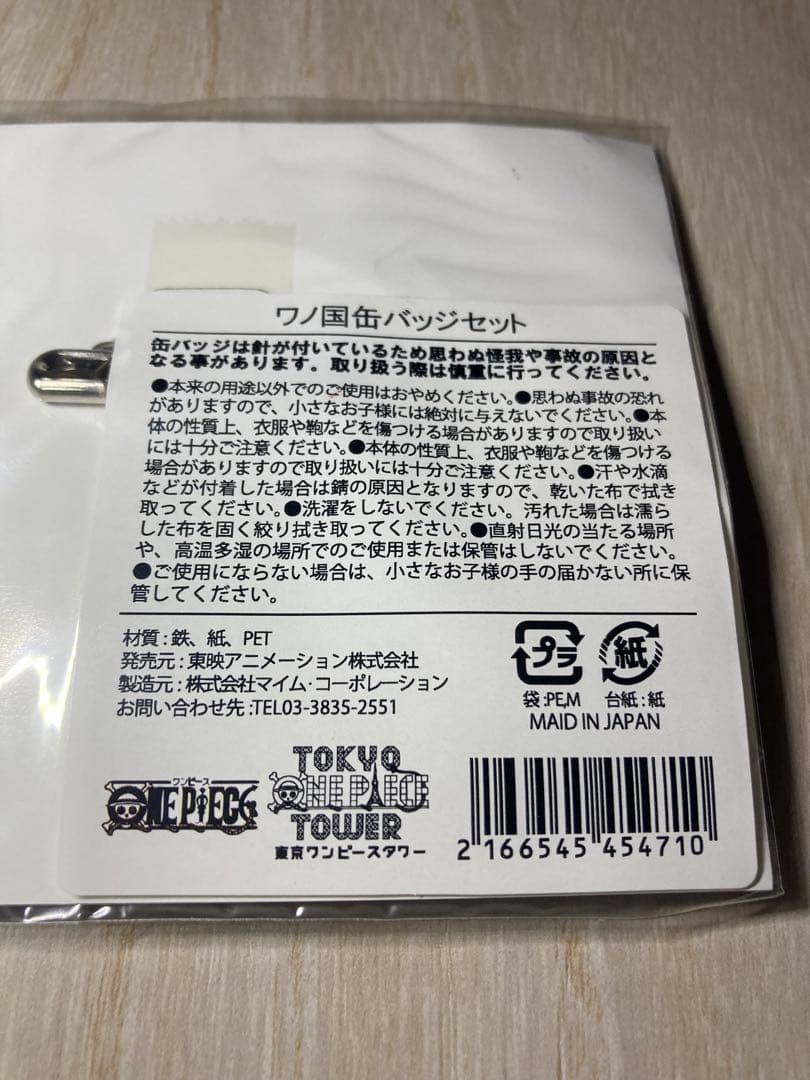 ワノ国缶バッジセット
缶バッジは針が付いているため思わぬ怪我や事故の原因と
なる事があります。取り扱う際は慎重に行ってください。
●本来の用途以外でのご使用はおやめください。●思わぬ事故の恐れ
がありますので、小さなお子様には絶対に与えないでください。●本
体の性質上、衣服や鞄などを傷つける場合がありますので取り扱い
には十分ご注意ください。●本体の性質上、衣服や鞄などを傷つける
場合がありますので取り扱いには十分ご注意ください。●汗や水滴
などが付着した場合は錆の原因となりますので、乾いた布で拭き
取ってください。●洗濯をしないでください。汚れた場合は濡ら
した布を固く絞り拭き取ってください。●直射日光の当たる場所
や、高温多湿の場所でのご使用または保管はしないでください。
●ご使用にならない場合は、小さなお子様の手の届かない所に保
管してください。
材質:鉄、紙、PET
発売元:東映アニメーション株式会社
製造元:株式会社マイム・コーポレーション
お問い合わせ先:TEL03-3835-2551
プラ
紙
袋:PE,M 台紙:紙
MAID IN JAPAN
ワンピース
ONE PIECE
TOKYO
ONE PIECE
TOWER
東京ワンピースタワー
2 166545 454710